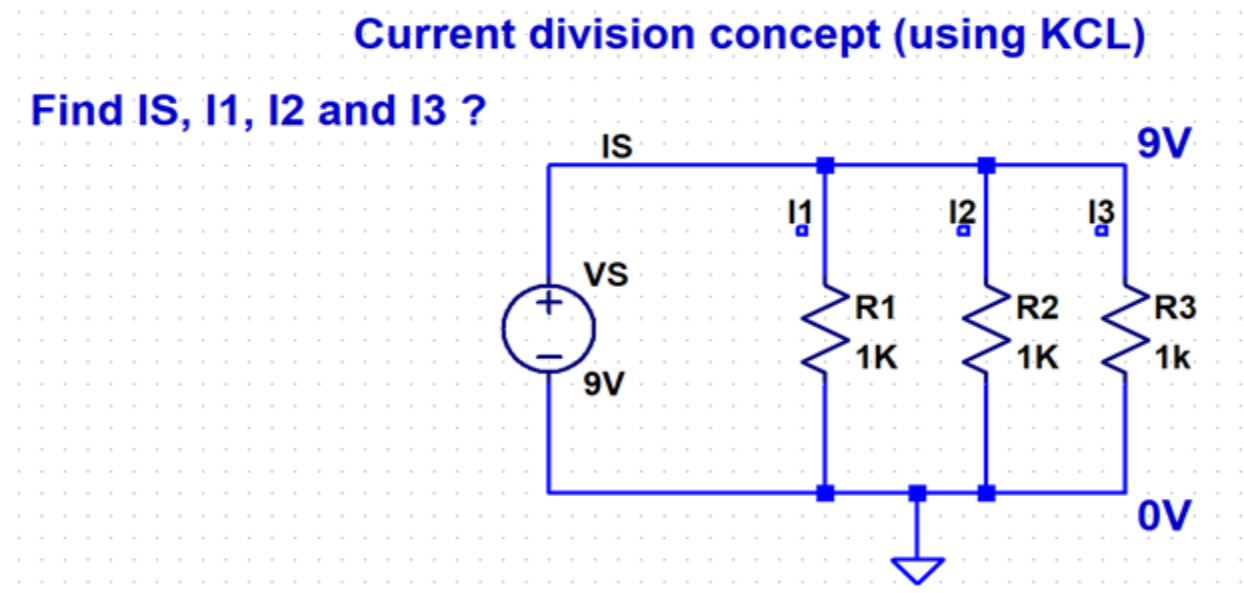 Current division concept (using KCL)
Find IS, I1, I2 and I3 ?
IS
9V
I1
I2
I3
VS
+
R1
R2
R3
1K
1K
1k
−
9V
0V